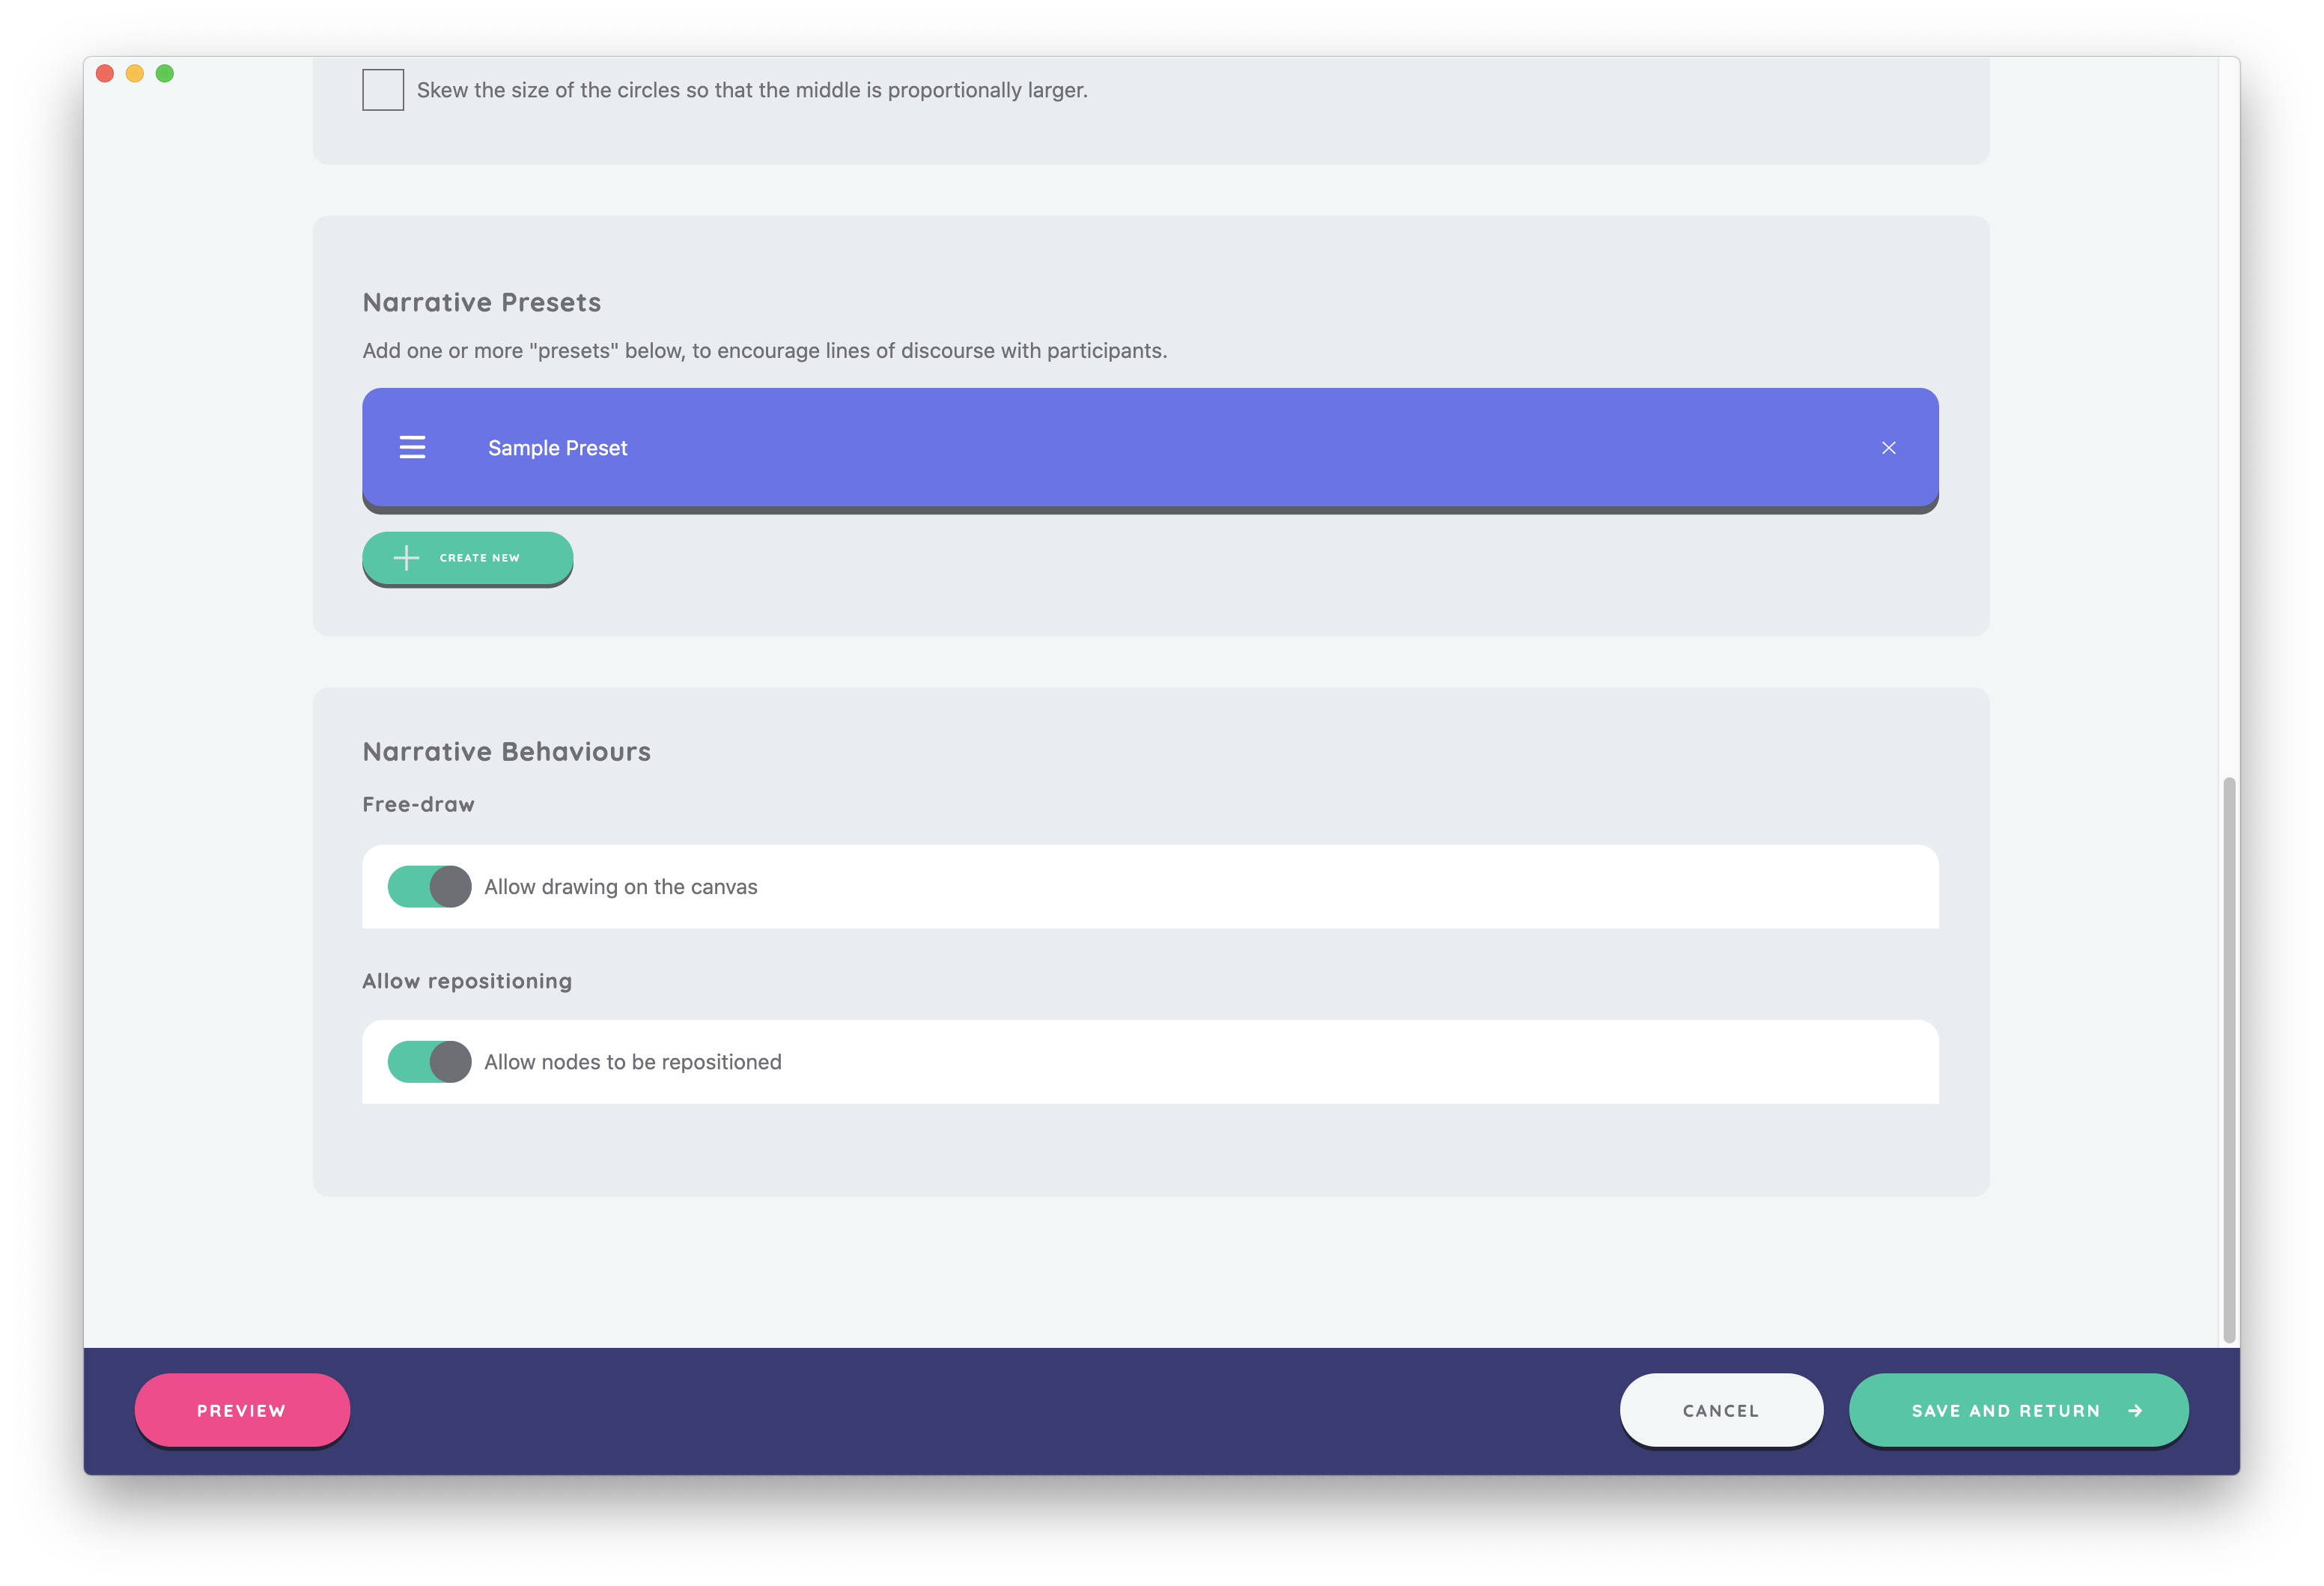 Skew the size of the circles so that the middle is proportionally larger.
Narrative Presets
Add one or more "presets" below, to encourage lines of discourse with participants.
Sample Preset
CREATE NEW
Narrative Behaviours
Free-draw
Allow drawing on the canvas
Allow repositioning
Allow nodes to be repositioned
PREVIEW
CANCEL
SAVE AND RETURN